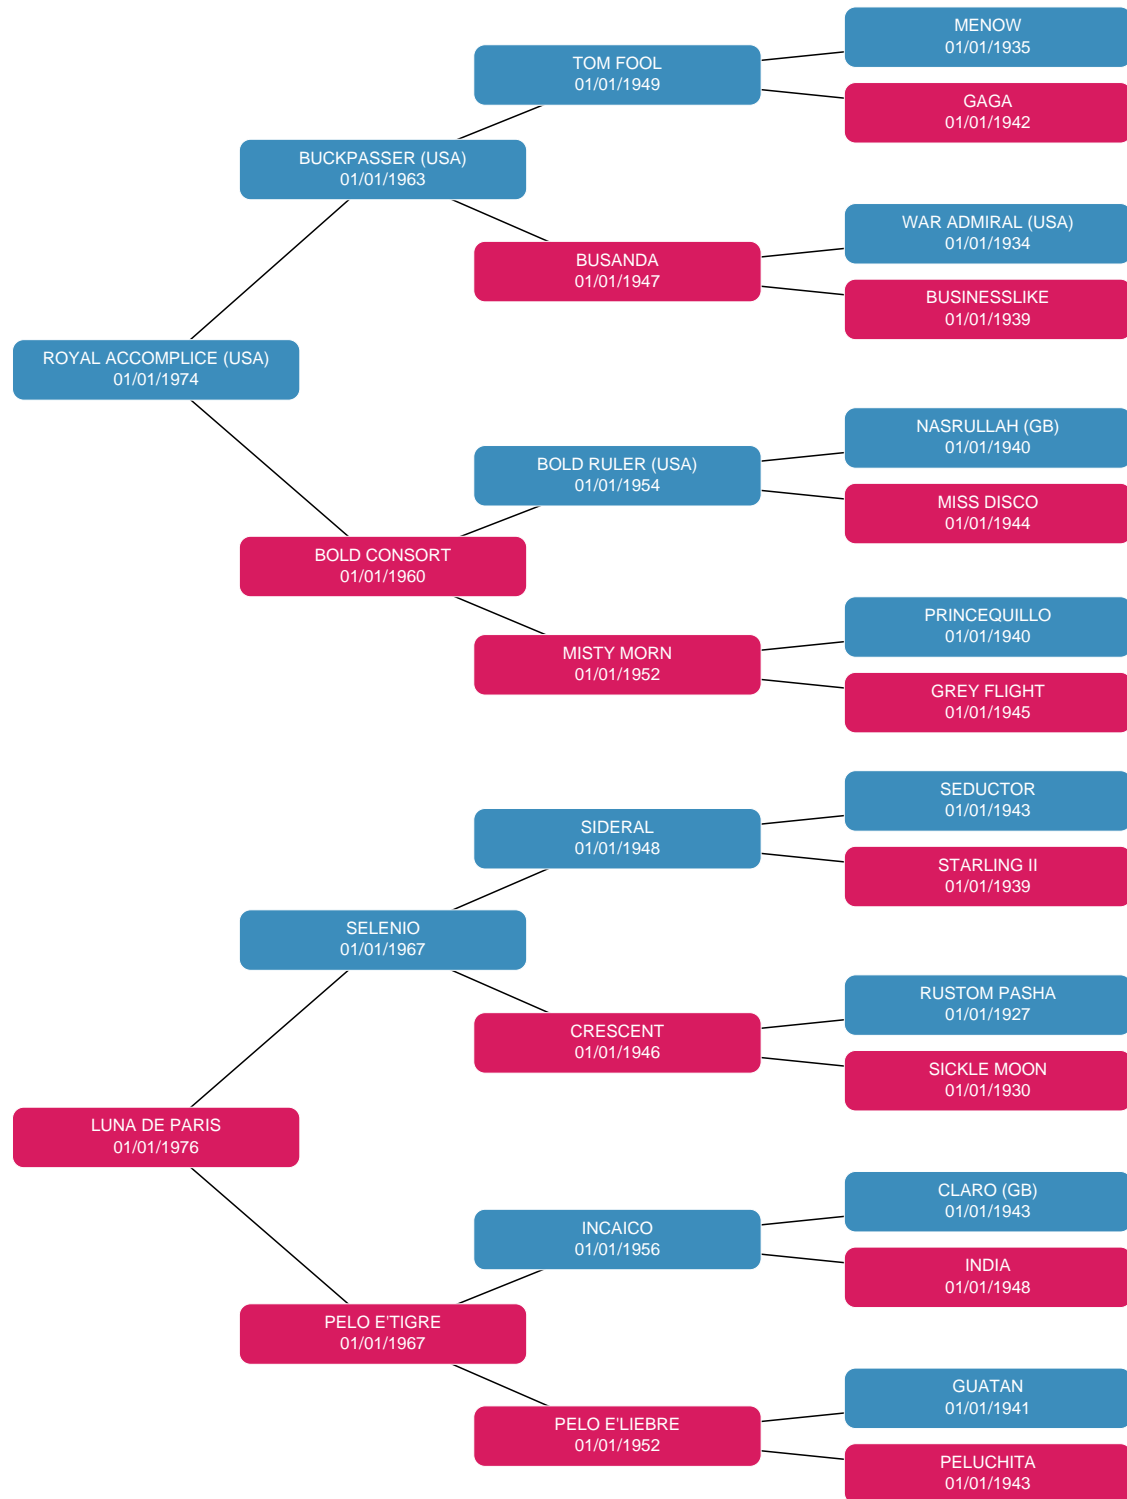 MENOW
01/01/1935
TOM FOOL
01/01/1949
GAGA
01/01/1942
BUCKPASSER (USA)
01/01/1963
WAR ADMIRAL (USA)
01/01/1934
BUSANDA
01/01/1947
BUSINESSLIKE
01/01/1939
ROYAL ACCOMPLICE (USA)
01/01/1974
NASRULLAH (GB)
01/01/1940
BOLD RULER (USA)
01/01/1954
MISS DISCO
01/01/1944
BOLD CONSORT
01/01/1960
PRINCEQUILLO
01/01/1940
MISTY MORN
01/01/1952
GREY FLIGHT
01/01/1945
SEDUCTOR
01/01/1943
SIDERAL
01/01/1948
STARLING II
01/01/1939
SELENIO
01/01/1967
RUSTOM PASHA
01/01/1927
CRESCENT
01/01/1946
SICKLE MOON
01/01/1930
LUNA DE PARIS
01/01/1976
CLARO (GB)
01/01/1943
INCAICO
01/01/1956
INDIA
01/01/1948
PELO E'TIGRE
01/01/1967
GUATAN
01/01/1941
PELO E'LIEBRE
01/01/1952
PELUCHITA
01/01/1943